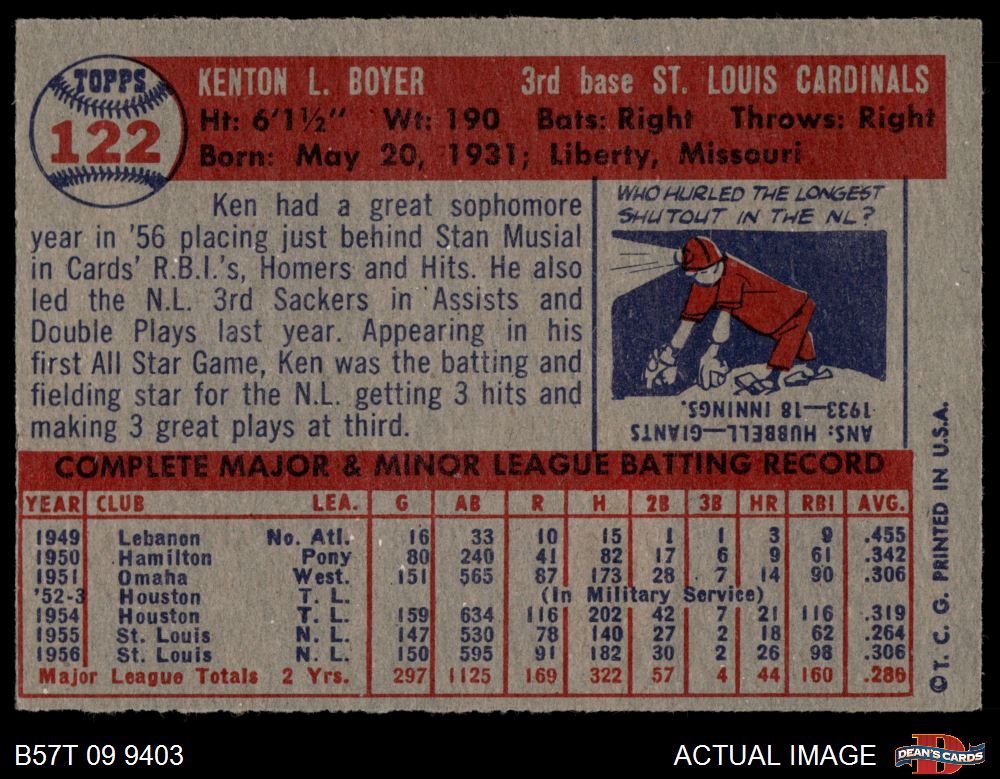 TOPPS
122
KENTON L. BOYER 3rd base ST. LOUIS CARDINALS
Ht: 6'1½" Wt: 190 Bats: Right Throws: Right
Born: May 20, 1931; Liberty, Missouri
Ken had a great sophomore
year in '56 placing just behind Stan Musial
in Cards' R.B.I.'s, Homers and Hits. He also
led the N.L. 3rd Sackers in Assists and
Double Plays last year. Appearing in his
first All Star Game, Ken was the batting and
fielding star for the N.L. getting 3 hits and
making 3 great plays at third.
WHO HURLED THE LONGEST
SHUTOUT IN THE NL?
ANS: HUBBELL—GIANTS
1933—18 INNINGS.
COMPLETE MAJOR & MINOR LEAGUE BATTING RECORD
YEAR CLUB LEA. G AB R H 2B 3B HR RBI AVG.
1949 Lebanon No. Atl. 16 33 10 15 1 1 3 9 .455
1950 Hamilton Pony 80 240 41 82 17 6 9 61 .342
1951 Omaha West. 151 565 87 173 28 7 14 90 .306
'52-3 Houston T. L. (In Military Service)
1954 Houston T. L. 159 634 116 202 42 7 21 116 .319
1955 St. Louis N. L. 147 530 78 140 27 2 18 62 .264
1956 St. Louis N. L. 150 595 91 182 30 2 26 98 .306
Major League Totals 2 Yrs. 297 1125 169 322 57 4 44 160 .286
©T. C. G. PRINTED IN U.S.A.
B57T 09 9403
ACTUAL IMAGE
DEAN'S CARDS